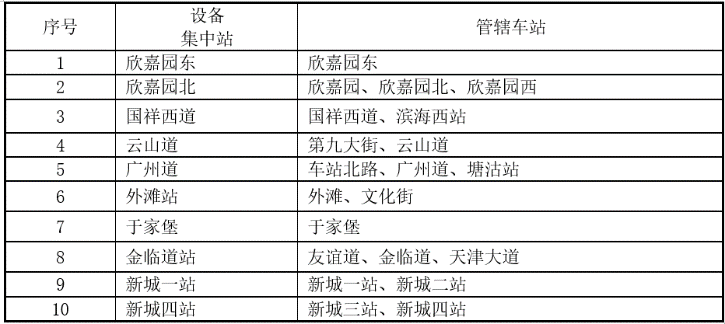 序号 设备集中站 管辖车站
1 欣嘉园东 欣嘉园东
2 欣嘉园北 欣嘉园、欣嘉园北、欣嘉园西
3 国祥西道 国祥西道、滨海西站
4 云山道 第九大街、云山道
5 广州道 车站北路、广州道、塘沽站
6 外滩站 外滩、文化街
7 于家堡 于家堡
8 金临道站 友谊道、金临道、天津大道
9 新城一站 新城一站、新城二站
10 新城四站 新城三站、新城四站